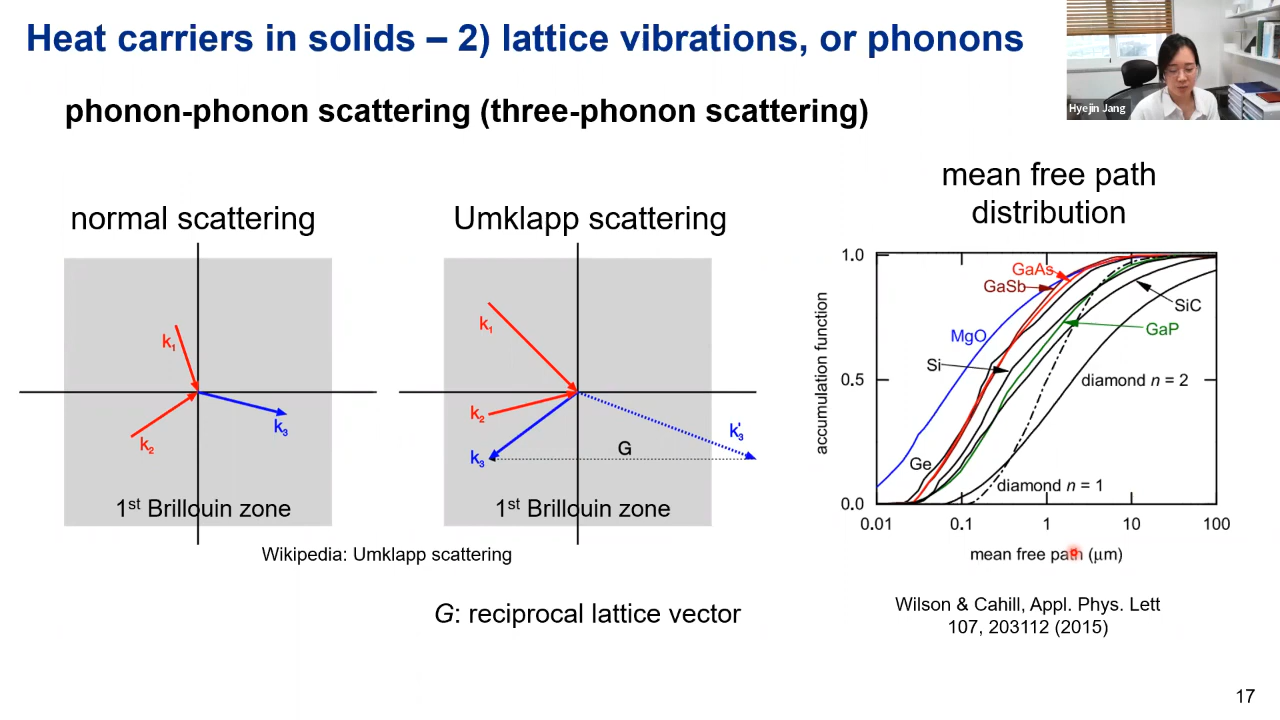 Heat carriers in solids – 2) lattice vibrations, or phonons
Hyejin Jang
phonon-phonon scattering (three-phonon scattering)
normal scattering
k1
k2
k3
1st Brillouin zone
Umklapp scattering
k1
k2
k3
k'3
G
1st Brillouin zone
Wikipedia: Umklapp scattering
G: reciprocal lattice vector
mean free path
distribution
accumulation function
1.0
0.5
0.0
GaAs
GaSb
MgO
Si
Ge
SiC
GaP
diamond n = 2
diamond n = 1
0.01
0.1
1
10
100
mean free path (μm)
Wilson & Cahill, Appl. Phys. Lett
107, 203112 (2015)
17